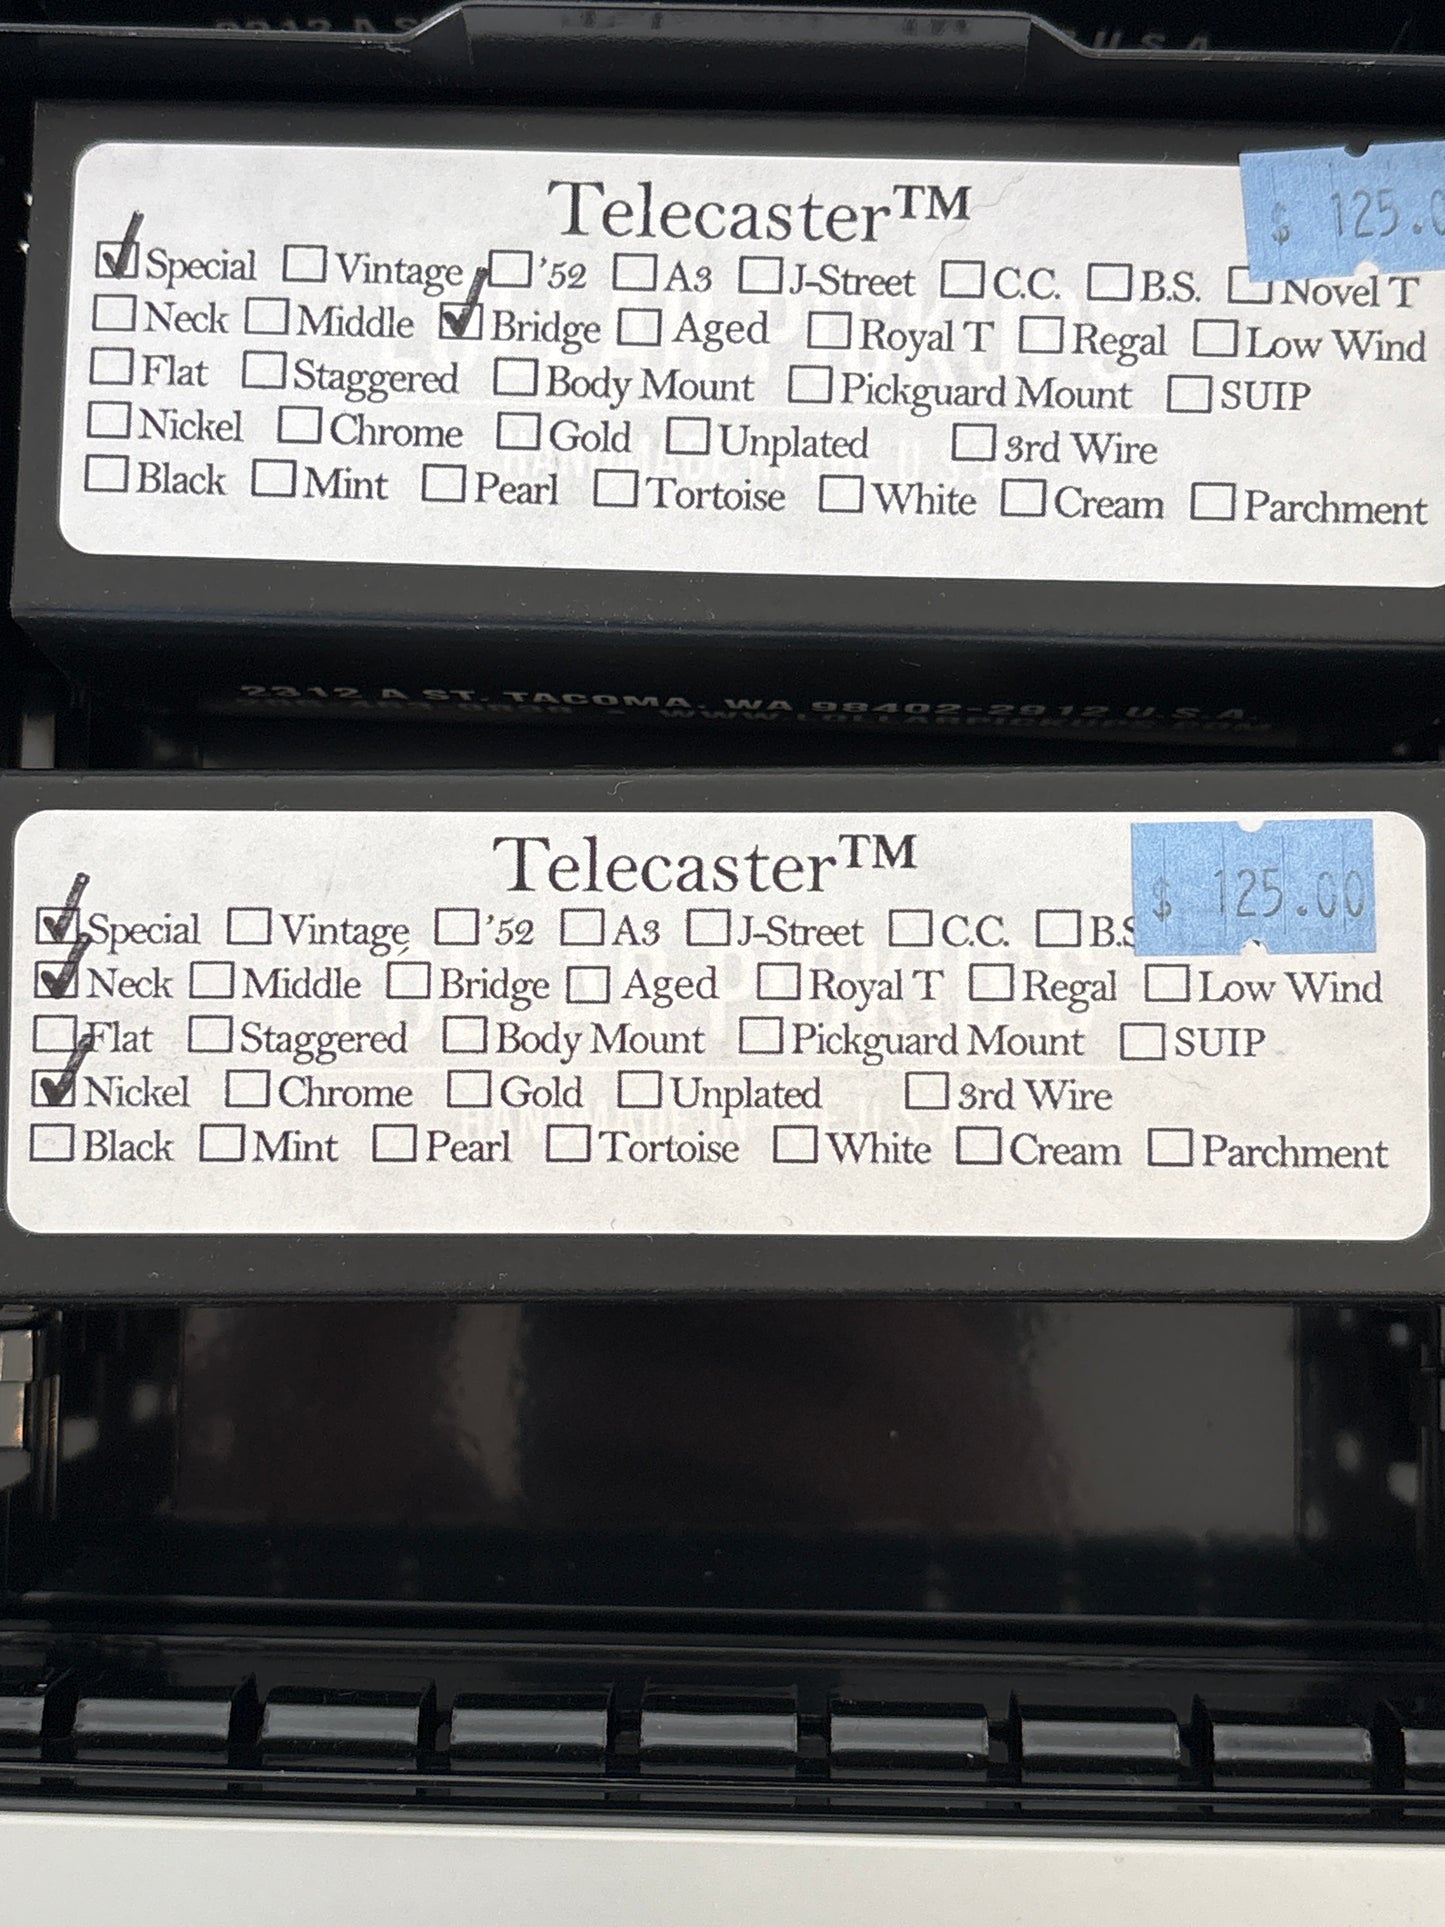 Telecaster™
$ 125.0
☑Special ☐Vintage ☐'52 ☐A3 ☐J-Street ☐C.C. ☐B.S. ☐Novel T
☐Neck ☐Middle ☑Bridge ☐Aged ☐Royal T ☐Regal ☐Low Wind
☐Flat ☐Staggered ☐Body Mount ☐Pickguard Mount ☐SUIP
☐Nickel ☐Chrome ☐Gold ☐Unplated ☐3rd Wire
☐Black ☐Mint ☐Pearl ☐Tortoise ☐White ☐Cream ☐Parchment
2312 A ST. TACOMA, WA 98402-2912 U.S.A.
WWW.LOLLARPICKUPS.COM
Telecaster™
$ 125.00
☑Special ☐Vintage ☐'52 ☐A3 ☐J-Street ☐C.C. ☐B.S
☑Neck ☐Middle ☐Bridge ☐Aged ☐Royal T ☐Regal ☐Low Wind
☐Flat ☐Staggered ☐Body Mount ☐Pickguard Mount ☐SUIP
☑Nickel ☐Chrome ☐Gold ☐Unplated ☐3rd Wire
☐Black ☐Mint ☐Pearl ☐Tortoise ☐White ☐Cream ☐Parchment